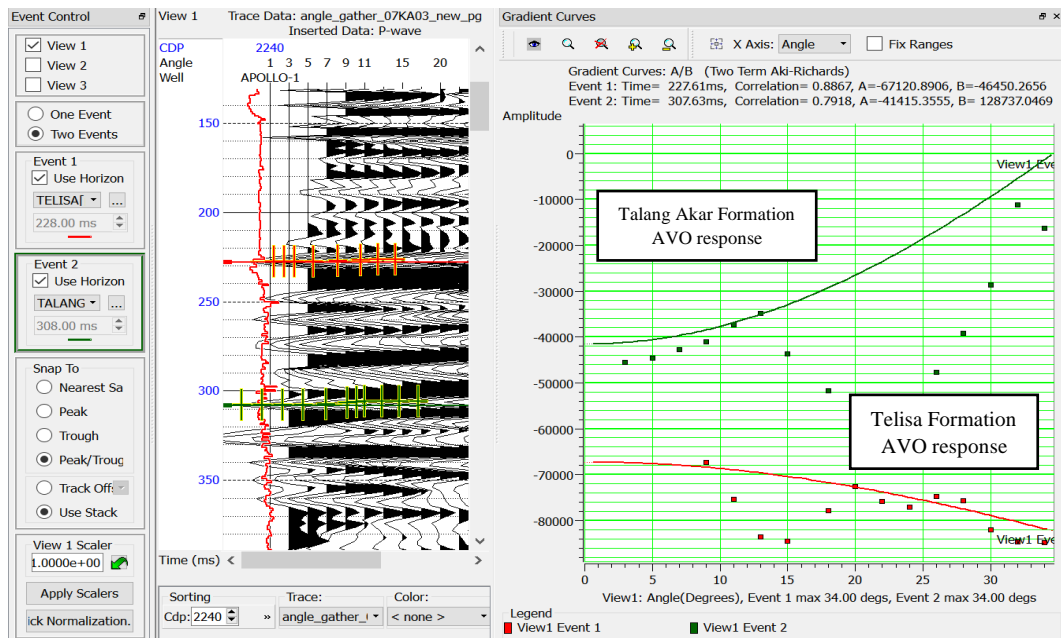 Event Control
View 1
View 2
View 3
One Event
Two Events
Event 1
Use Horizon
TELISA[
...
228.00 ms
Event 2
Use Horizon
TALANG
...
308.00 ms
Snap To
Nearest Sa
Peak
Trough
Peak/Troug
Track Off
Use Stack
View 1 Scaler
1.0000e+00
Apply Scalers
ick Normalization.
View 1
Trace Data: angle_gather_07KA03_new_pg
Inserted Data: P-wave
CDP 2240
Angle 1 3 5 7 9 11 15 20
Well APOLLO-1
150
200
250
300
350
Time (ms)
Sorting
Cdp: 2240
»
Trace:
angle_gather_(
Color:
< none >
Gradient Curves
X Axis: Angle
Fix Ranges
Gradient Curves: A/B (Two Term Aki-Richards)
Event 1: Time= 227.61ms, Correlation= 0.8867, A=-67120.8906, B=-46450.2656
Event 2: Time= 307.63ms, Correlation= 0.7918, A=-41415.3555, B= 128737.0469
Amplitude
0
-10000
-20000
-30000
-40000
-50000
-60000
-70000
-80000
View1 Eve
Talang Akar Formation
AVO response
Telisa Formation
AVO response
View1 Eve
0 5 10 15 20 25 30
View1: Angle(Degrees), Event 1 max 34.00 degs, Event 2 max 34.00 degs
Legend
View1 Event 1
View1 Event 2